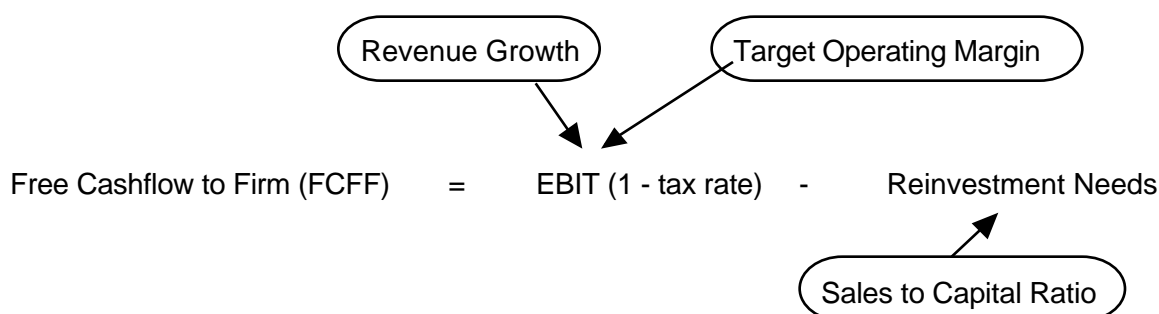 Revenue Growth Target Operating Margin
Free Cashflow to Firm (FCFF) = EBIT (1 - tax rate) - Reinvestment Needs
Sales to Capital Ratio